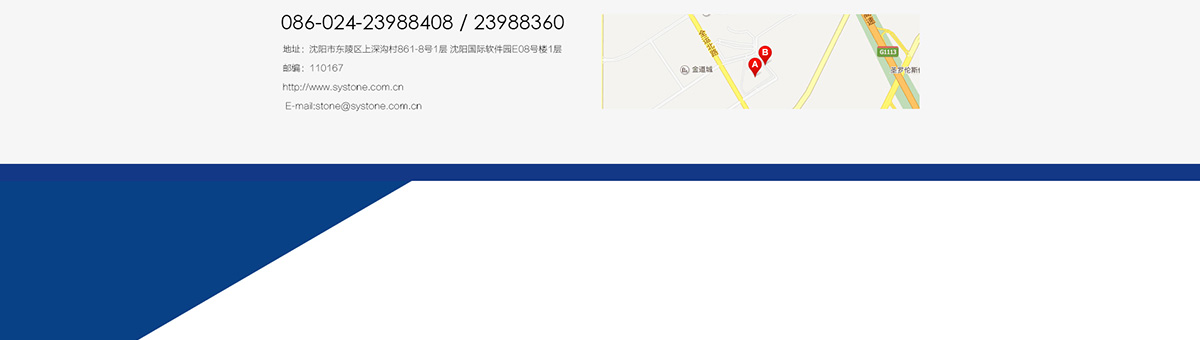 086-024-23988408 / 23988360
地址：沈阳市东陵区上深沟村861-8号1层 沈阳国际软件园E08号楼1层
邮编：110167
http://www.systone.com.cn
E-mail:stone@systone.com.cn
B
A
金道城
G1113